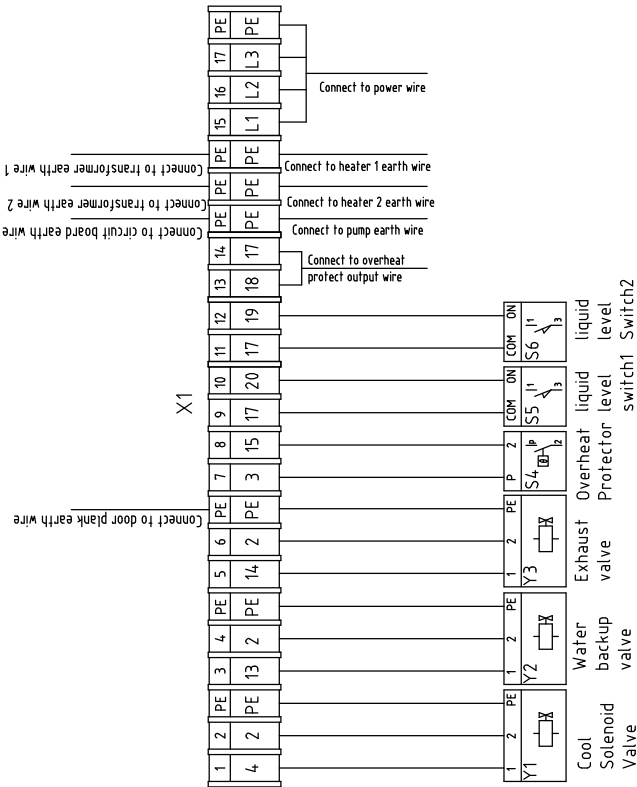 X1
PE PE
17 L3
16 L2
15 L1
Connect to power wire
PE PE
Connect to transformer earth wire 1
Connect to heater 1 earth wire
PE PE
Connect to transformer earth wire 2
Connect to heater 2 earth wire
PE PE
Connect to circuit board earth wire
Connect to pump earth wire
14 17
13 18
Connect to overheat
protect output wire
12 19
11 17
COM ON
S6
1 3
liquid
level
Switch2
10 20
9 17
COM ON
S5
1 3
liquid
level
switch1
8 15
7 3
P 2
S4
P θ 2
Overheat
Protector
PE PE
Connect to door plank earth
wire
6 2
5 14
1 2 PE
Y3
Exhaust
valve
PE PE
4 2
3 13
1 2 PE
Y2
Water
backup
valve
PE PE
2 2
1 4
1 2 PE
Y1
Cool
Solenoid
Valve